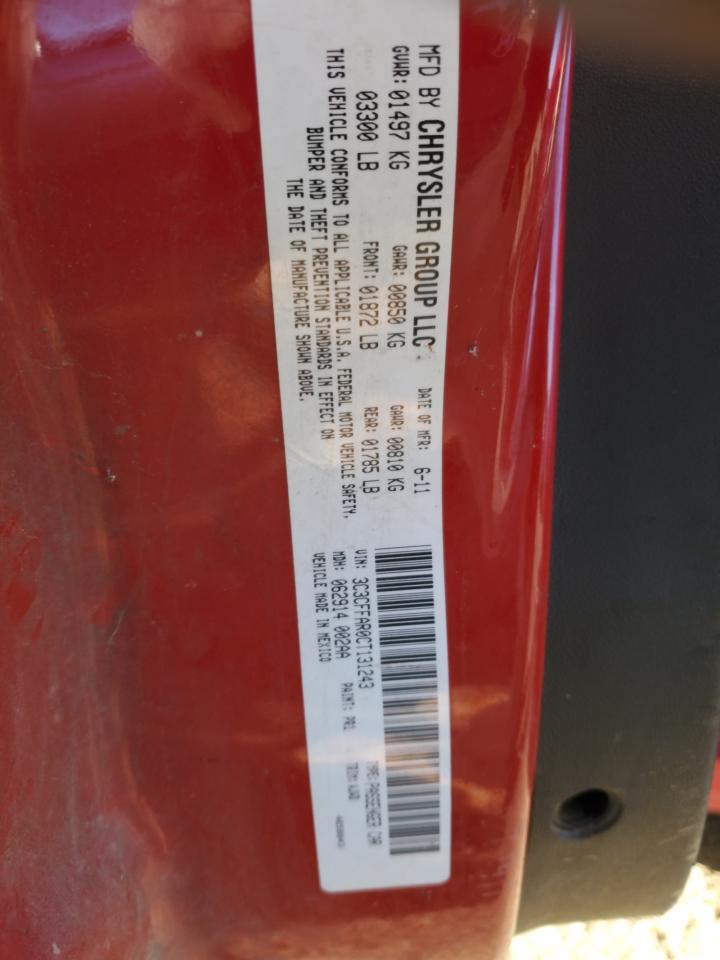 MFD BY CHRYSLER GROUP LLC DATE OF MFR: 6-11
GVWR: 01497 KG GAWR: 00850 KG GAWR: 00810 KG
03300 LB FRONT: 01872 LB REAR: 01785 LB
THIS VEHICLE CONFORMS TO ALL APPLICABLE U.S.A. FEDERAL MOTOR VEHICLE SAFETY,
BUMPER AND THEFT PREVENTION STANDARDS IN EFFECT ON
THE DATE OF MANUFACTURE SHOWN ABOVE.
VIN: 3C3CFFAR0CT131243 TYPE: PASSENGER CAR
MDH: 062914 002AA PAINT: PR1 TRIM:
VEHICLE MADE IN MEXICO